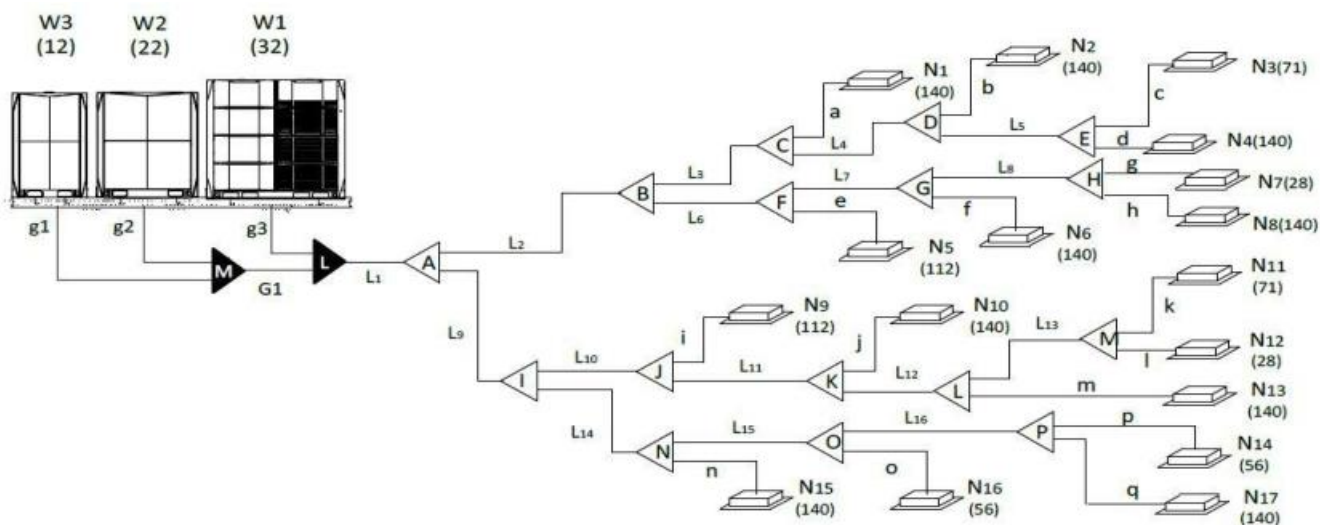 W3
(12)
W2
(22)
W1
(32)
g1
g2
g3
M
G1
L
L1
A
L2
L9
B
L3
L6
C
a
N1
(140)
L4
D
b
N2
(140)
L5
E
c
N3(71)
d
N4(140)
F
L7
e
N5
(112)
G
L8
f
N6
(140)
H
g
N7(28)
h
N8(140)
I
L10
L14
J
i
N9
(112)
L11
K
j
N10
(140)
L12
L
L13
M
k
N11
(71)
l
N12
(28)
m
N13
(140)
N
L15
n
N15
(140)
O
L16
o
N16
(56)
P
p
N14
(56)
q
N17
(140)